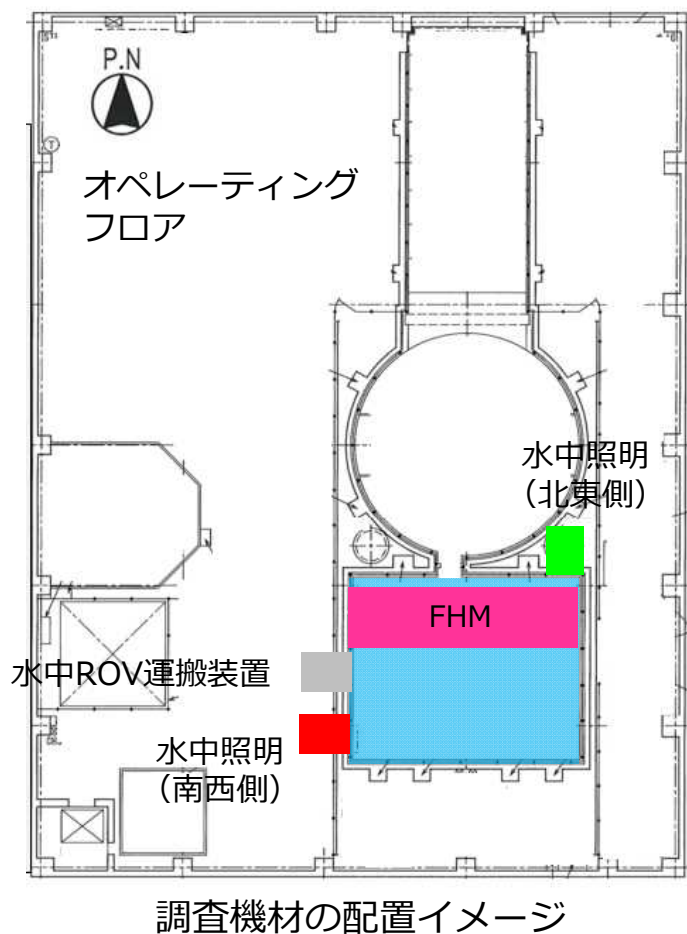 P.N
T
オペレーティング
フロア
水中照明
（北東側）
FHM
水中ROV運搬装置
水中照明
（南西側）
調査機材の配置イメージ